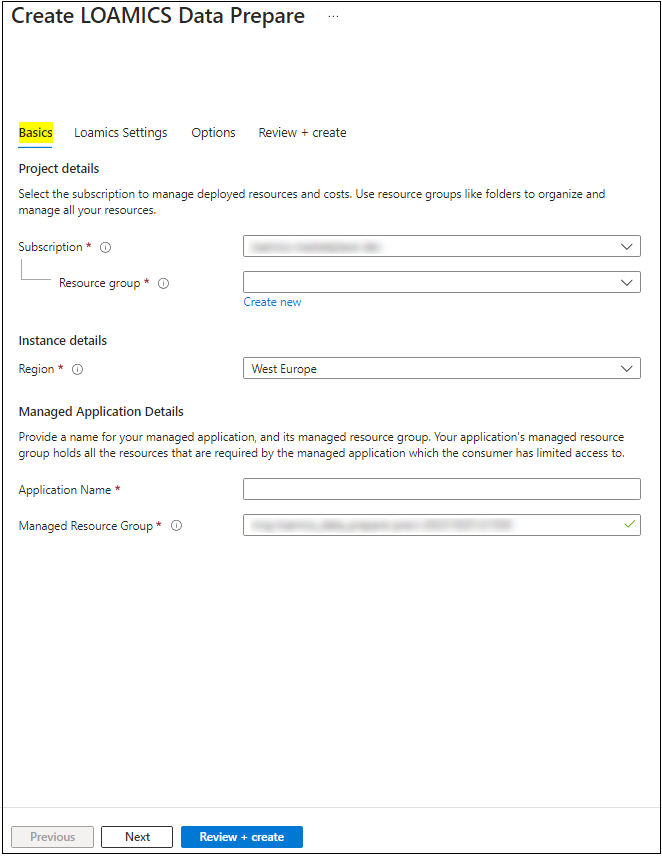 Create LOAMICS Data Prepare ...
Basics Loamics Settings Options Review + create
Project details
Select the subscription to manage deployed resources and costs. Use resource groups like folders to organize and
manage all your resources.
Subscription *
Resource group *
Create new
Instance details
Region * West Europe
Managed Application Details
Provide a name for your managed application, and its managed resource group. Your application's managed resource
group holds all the resources that are required by the managed application which the consumer has limited access to.
Application Name *
Managed Resource Group *
Previous Next Review + create